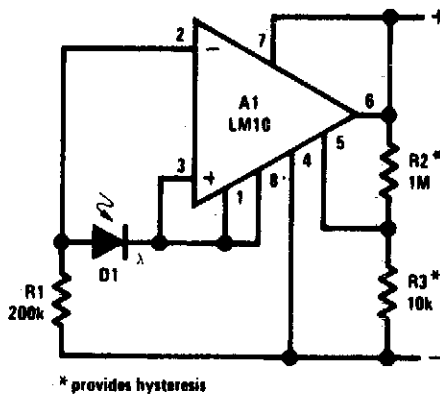 +
7
2
−
A1
LM10
6
5
R2*
1M
3
+
1
8
4
λ
D1
R1
200k
R3*
10k
−
* provides hysteresis